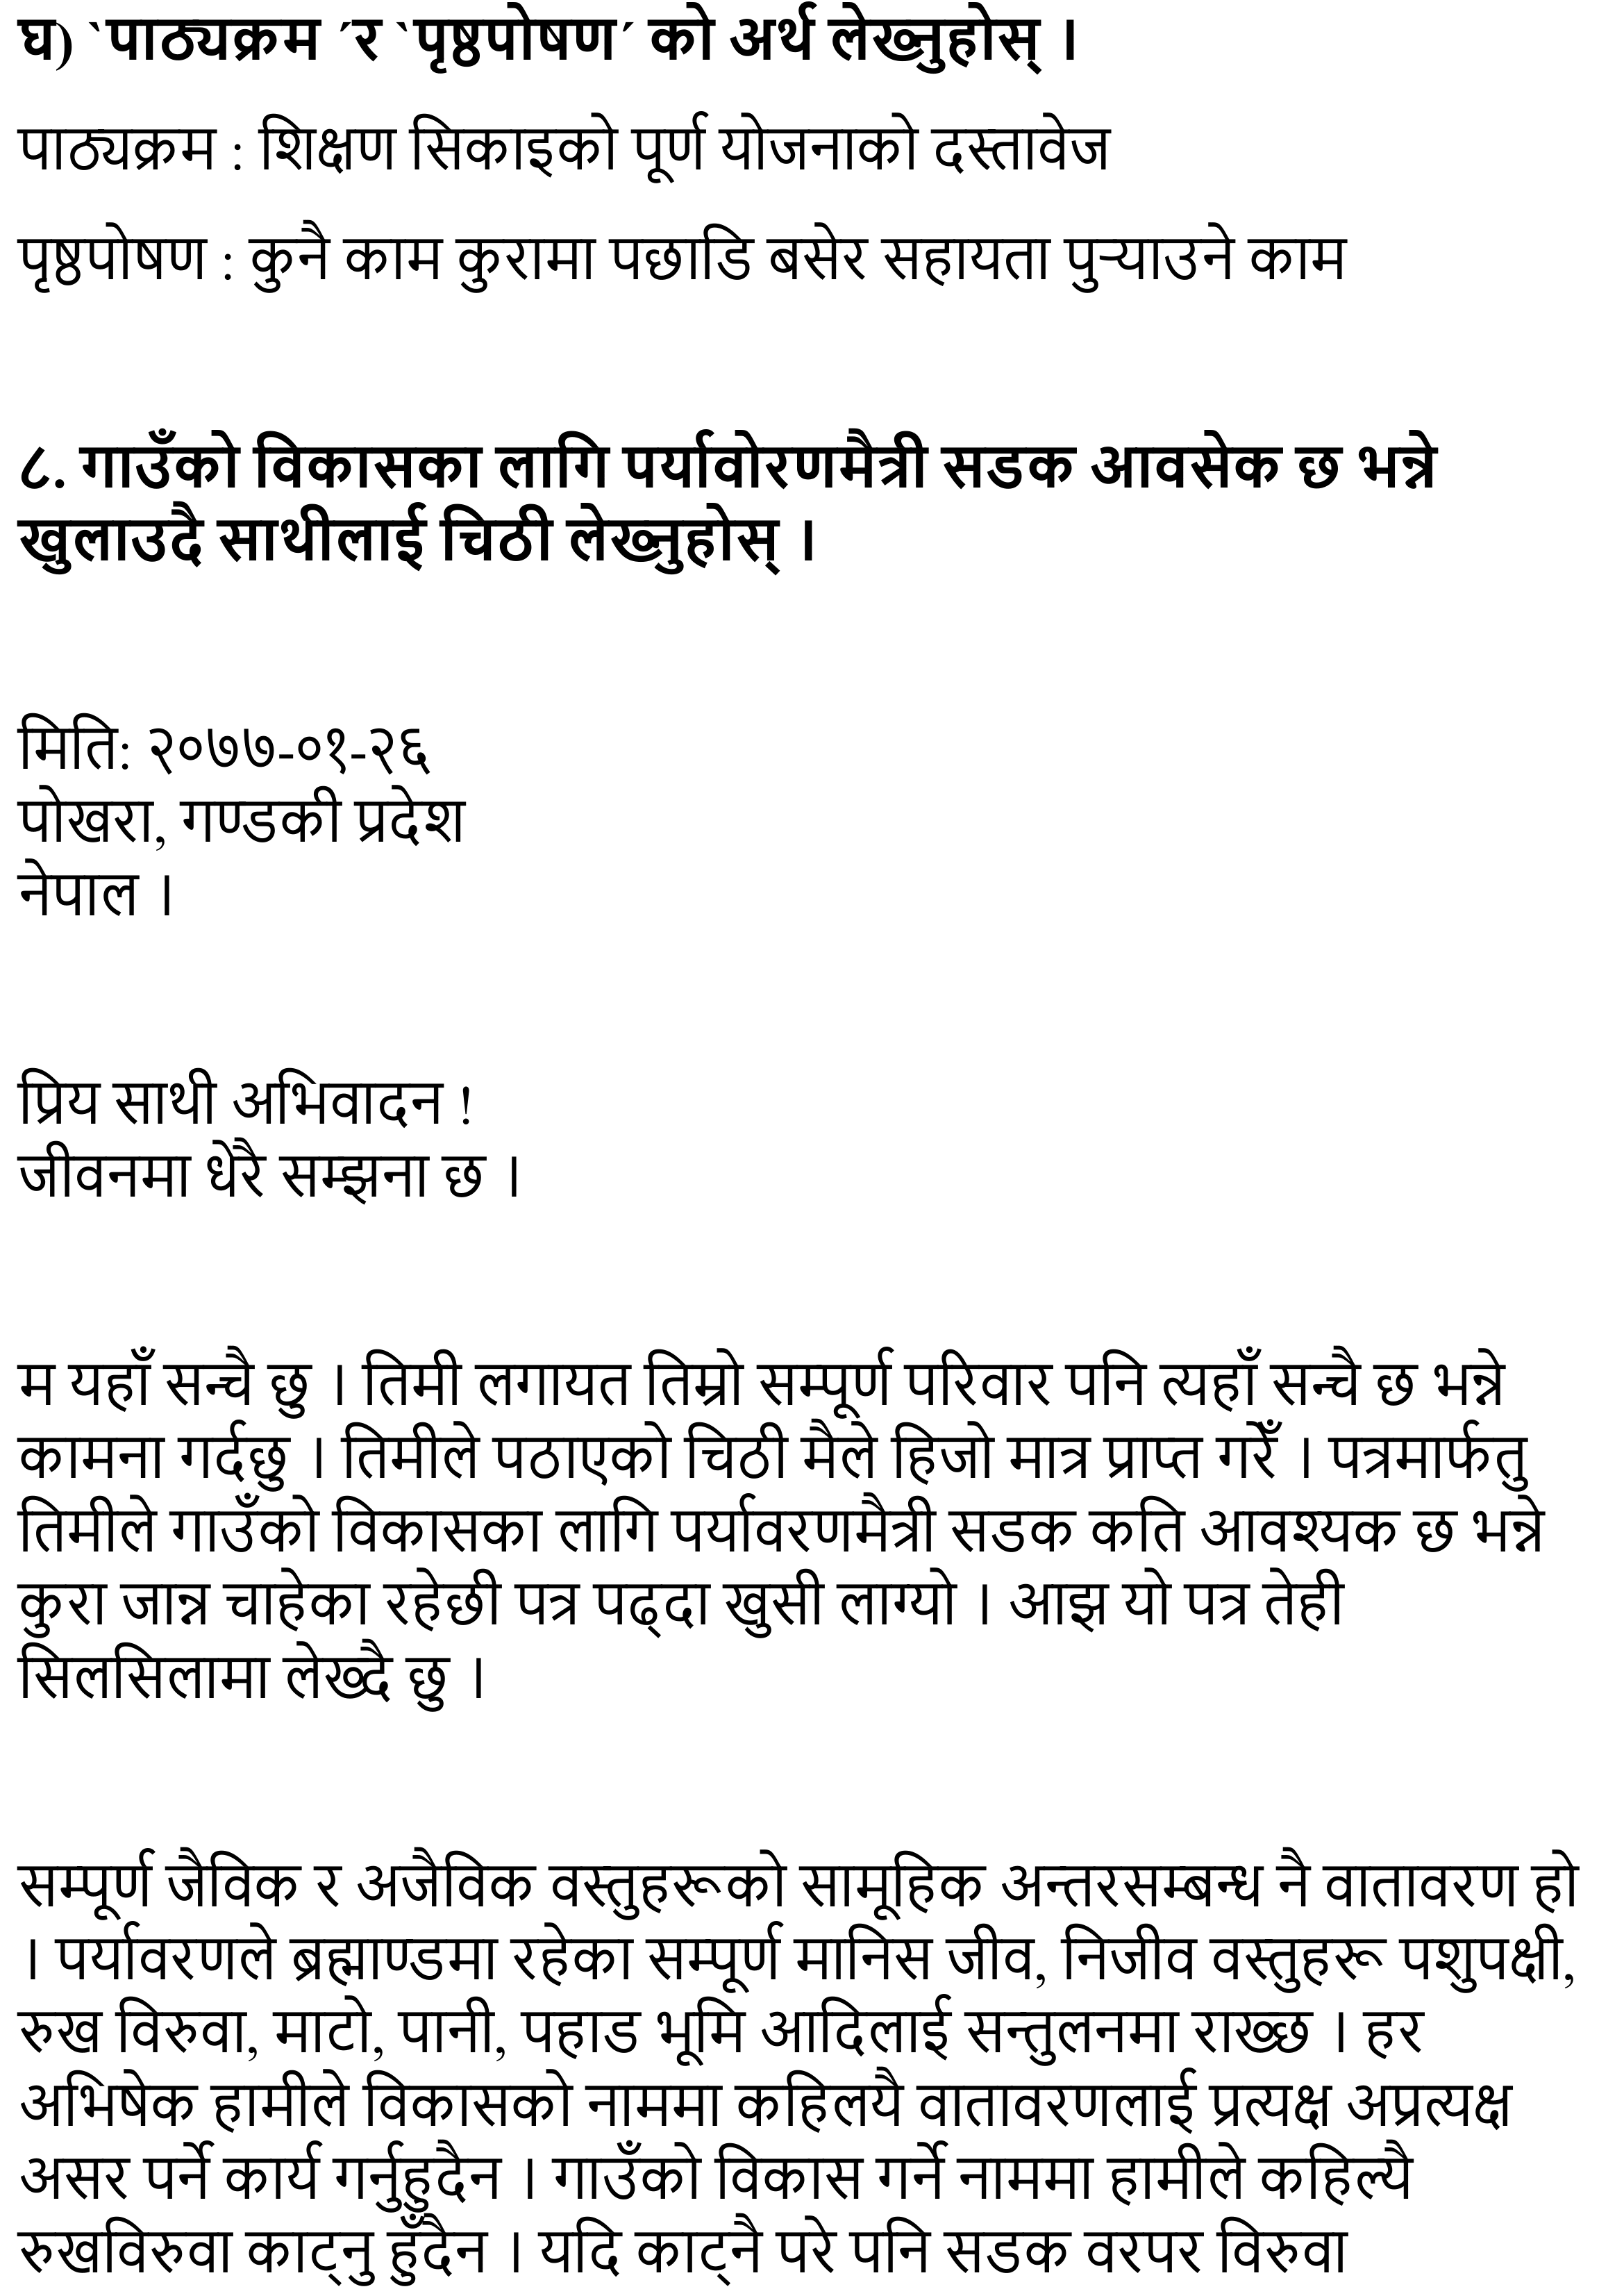 घ) `पाठ्यक्रम ´र `पृष्ठपोषण´ को अर्थ लेख्नुहोस् ।
पाठ्यक्रम : शिक्षण सिकाइको पूर्ण योजनाको दस्तावेज
पृष्ठपोषण : कुनै काम कुरामा पछाडि बसेर सहायता पुऱ्याउने काम
८. गाउँको विकासका लागि पर्यावोरणमैत्री सडक आवसेक छ भन्ने
खुलाउदै साथीलाई चिठी लेख्नुहोस् ।
मिति: २०७७-०१-२६
पोखरा, गण्डकी प्रदेश
नेपाल ।
प्रिय साथी अभिवादन !
जीवनमा धेरै सम्झना छ ।
म यहाँ सन्चै छु । तिमी लगायत तिम्रो सम्पूर्ण परिवार पनि त्यहाँ सन्चै छ भन्ने
कामना गर्दछु । तिमीले पठाएको चिठी मैले हिजो मात्र प्राप्त गरेँ । पत्रमार्फतु
तिमीले गाउँको विकासका लागि पर्यावरणमैत्री सडक कति आवश्यक छ भन्ने
कुरा जान्न चाहेका रहेछी पत्र पढ्दा खुसी लाग्यो । आझ यो पत्र तेही
सिलसिलामा लेख्दै छु ।
सम्पूर्ण जैविक र अजैविक वस्तुहरूको सामूहिक अन्तरसम्बन्ध नै वातावरण हो
। पर्यावरणले ब्रह्माण्डमा रहेका सम्पूर्ण मानिस जीव, निजीव वस्तुहरू पशुपक्षी,
रुख विरुवा, माटो, पानी, पहाड भूमि आदिलाई सन्तुलनमा राख्छ । हर
अभिषेक हामीले विकासको नाममा कहिलयै वातावरणलाई प्रत्यक्ष अप्रत्यक्ष
असर पर्ने कार्य गर्नुहुदैन । गाउँको विकास गर्ने नाममा हामीले कहिल्यै
रुखविरुवा काट्नु हुँदैन । यदि काट्नै परे पनि सडक वरपर विरुवा